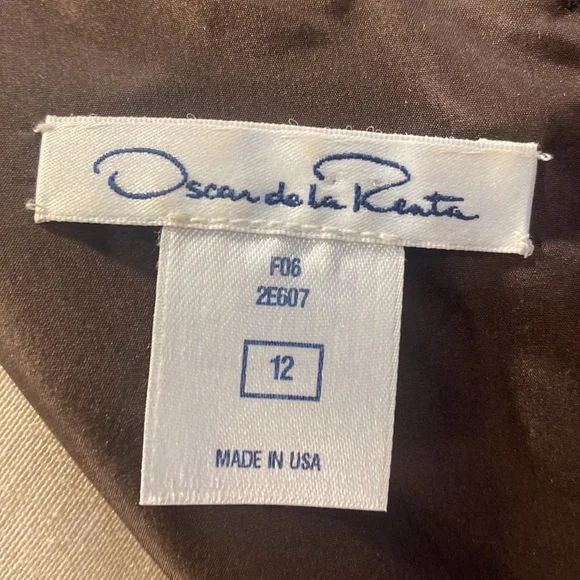 Oscar de la Renta
F06
2E607
12
MADE IN USA